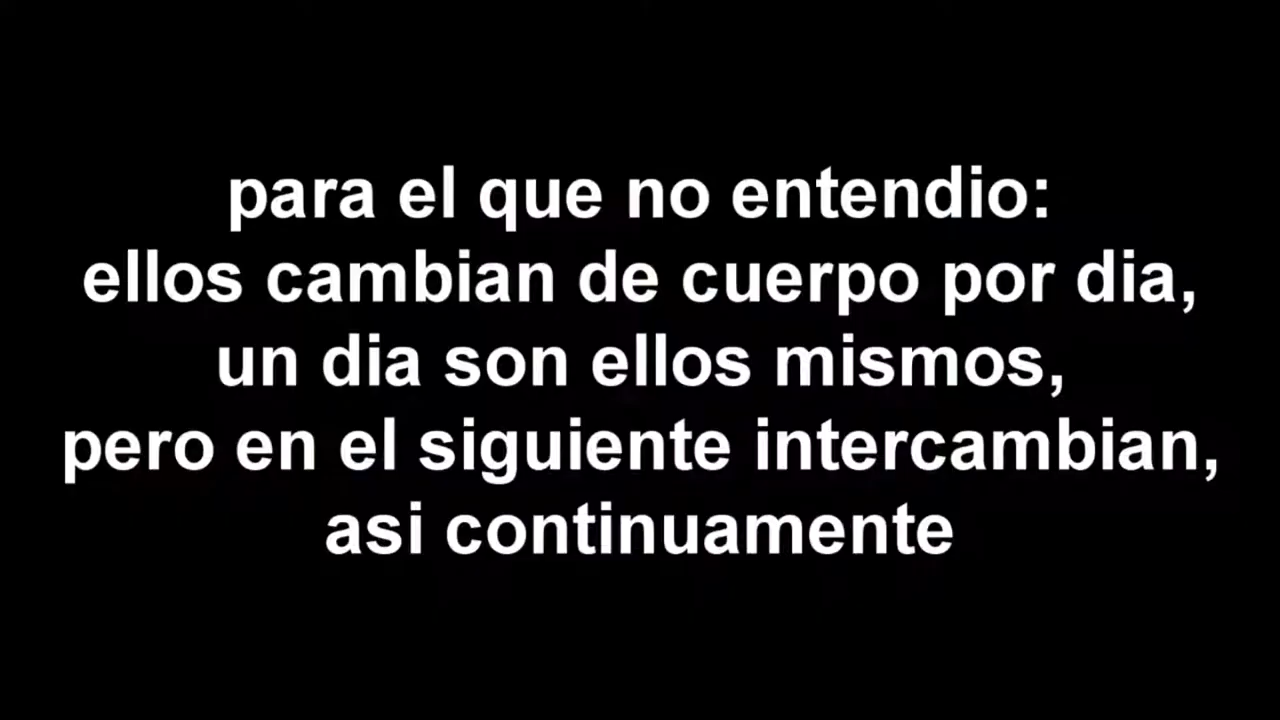 para el que no entendio:
ellos cambian de cuerpo por dia,
un dia son ellos mismos,
pero en el siguiente intercambian,
asi continuamente